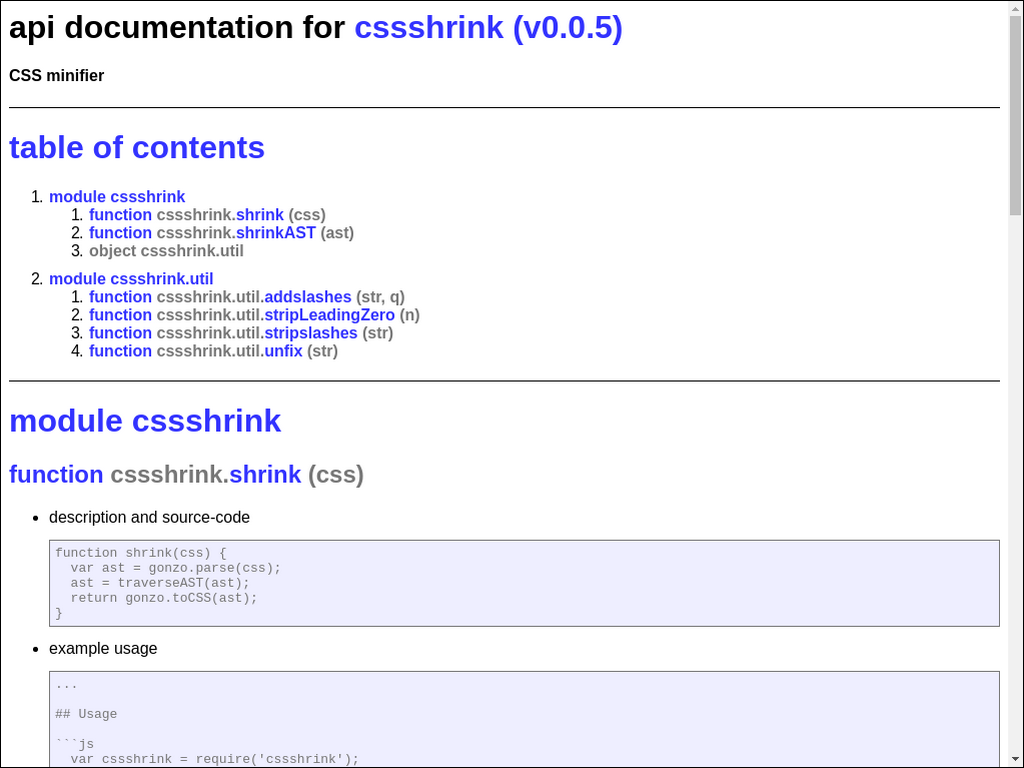 api documentation for cssshrink (v0.0.5)
CSS minifier
table of contents
1. module cssshrink
1. function cssshrink.shrink (css)
2. function cssshrink.shrinkAST (ast)
3. object cssshrink.util
2. module cssshrink.util
1. function cssshrink.util.addslashes (str, q)
2. function cssshrink.util.stripLeadingZero (n)
3. function cssshrink.util.stripslashes (str)
4. function cssshrink.util.unfix (str)
module cssshrink
function cssshrink.shrink (css)
• description and source-code
function shrink(css) {
  var ast = gonzo.parse(css);
  ast = traverseAST(ast);
  return gonzo.toCSS(ast);
}
• example usage
...
## Usage
```js
  var cssshrink = require('cssshrink');